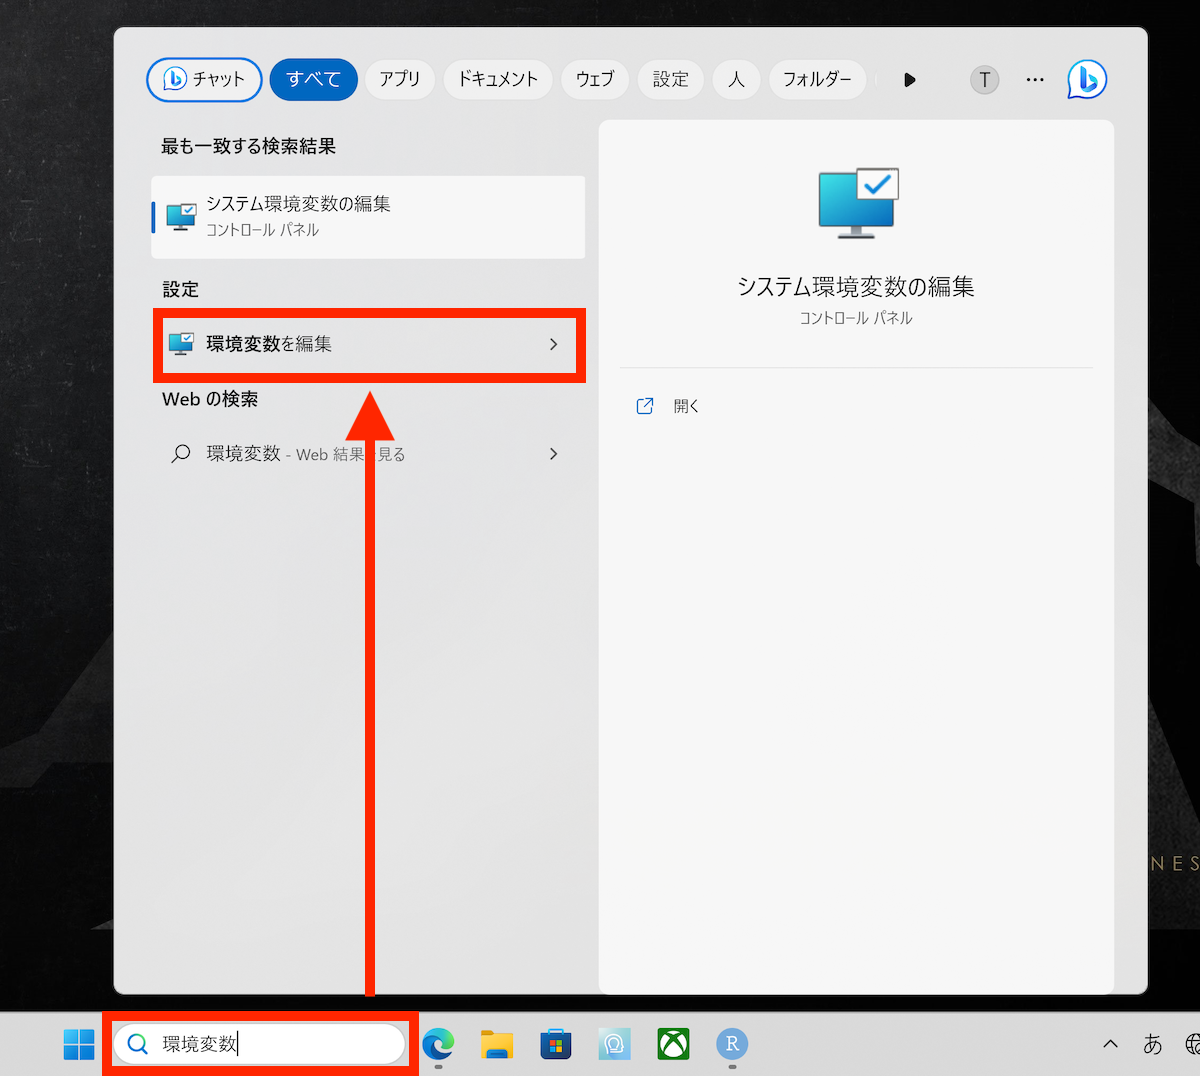 チャット すべて アプリ ドキュメント ウェブ 設定 人 フォルダー T ...
最も一致する検索結果
システム環境変数の編集
コントロール パネル
設定
環境変数を編集
Web の検索
環境変数 - Web 結果 見る
システム環境変数の編集
コントロール パネル
開く
NES
環境変数
R
あ